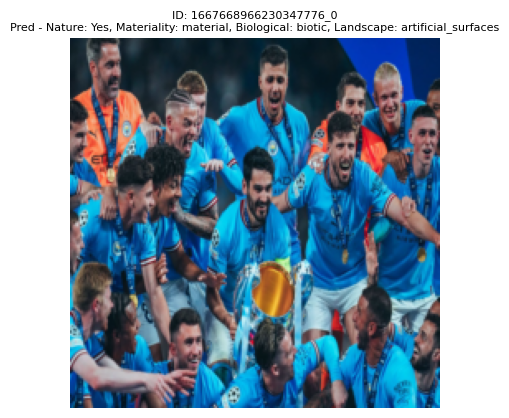 ID: 1667668966230347776_0
Pred - Nature: Yes, Materiality: material, Biological: biotic, Landscape: artificial_surfaces